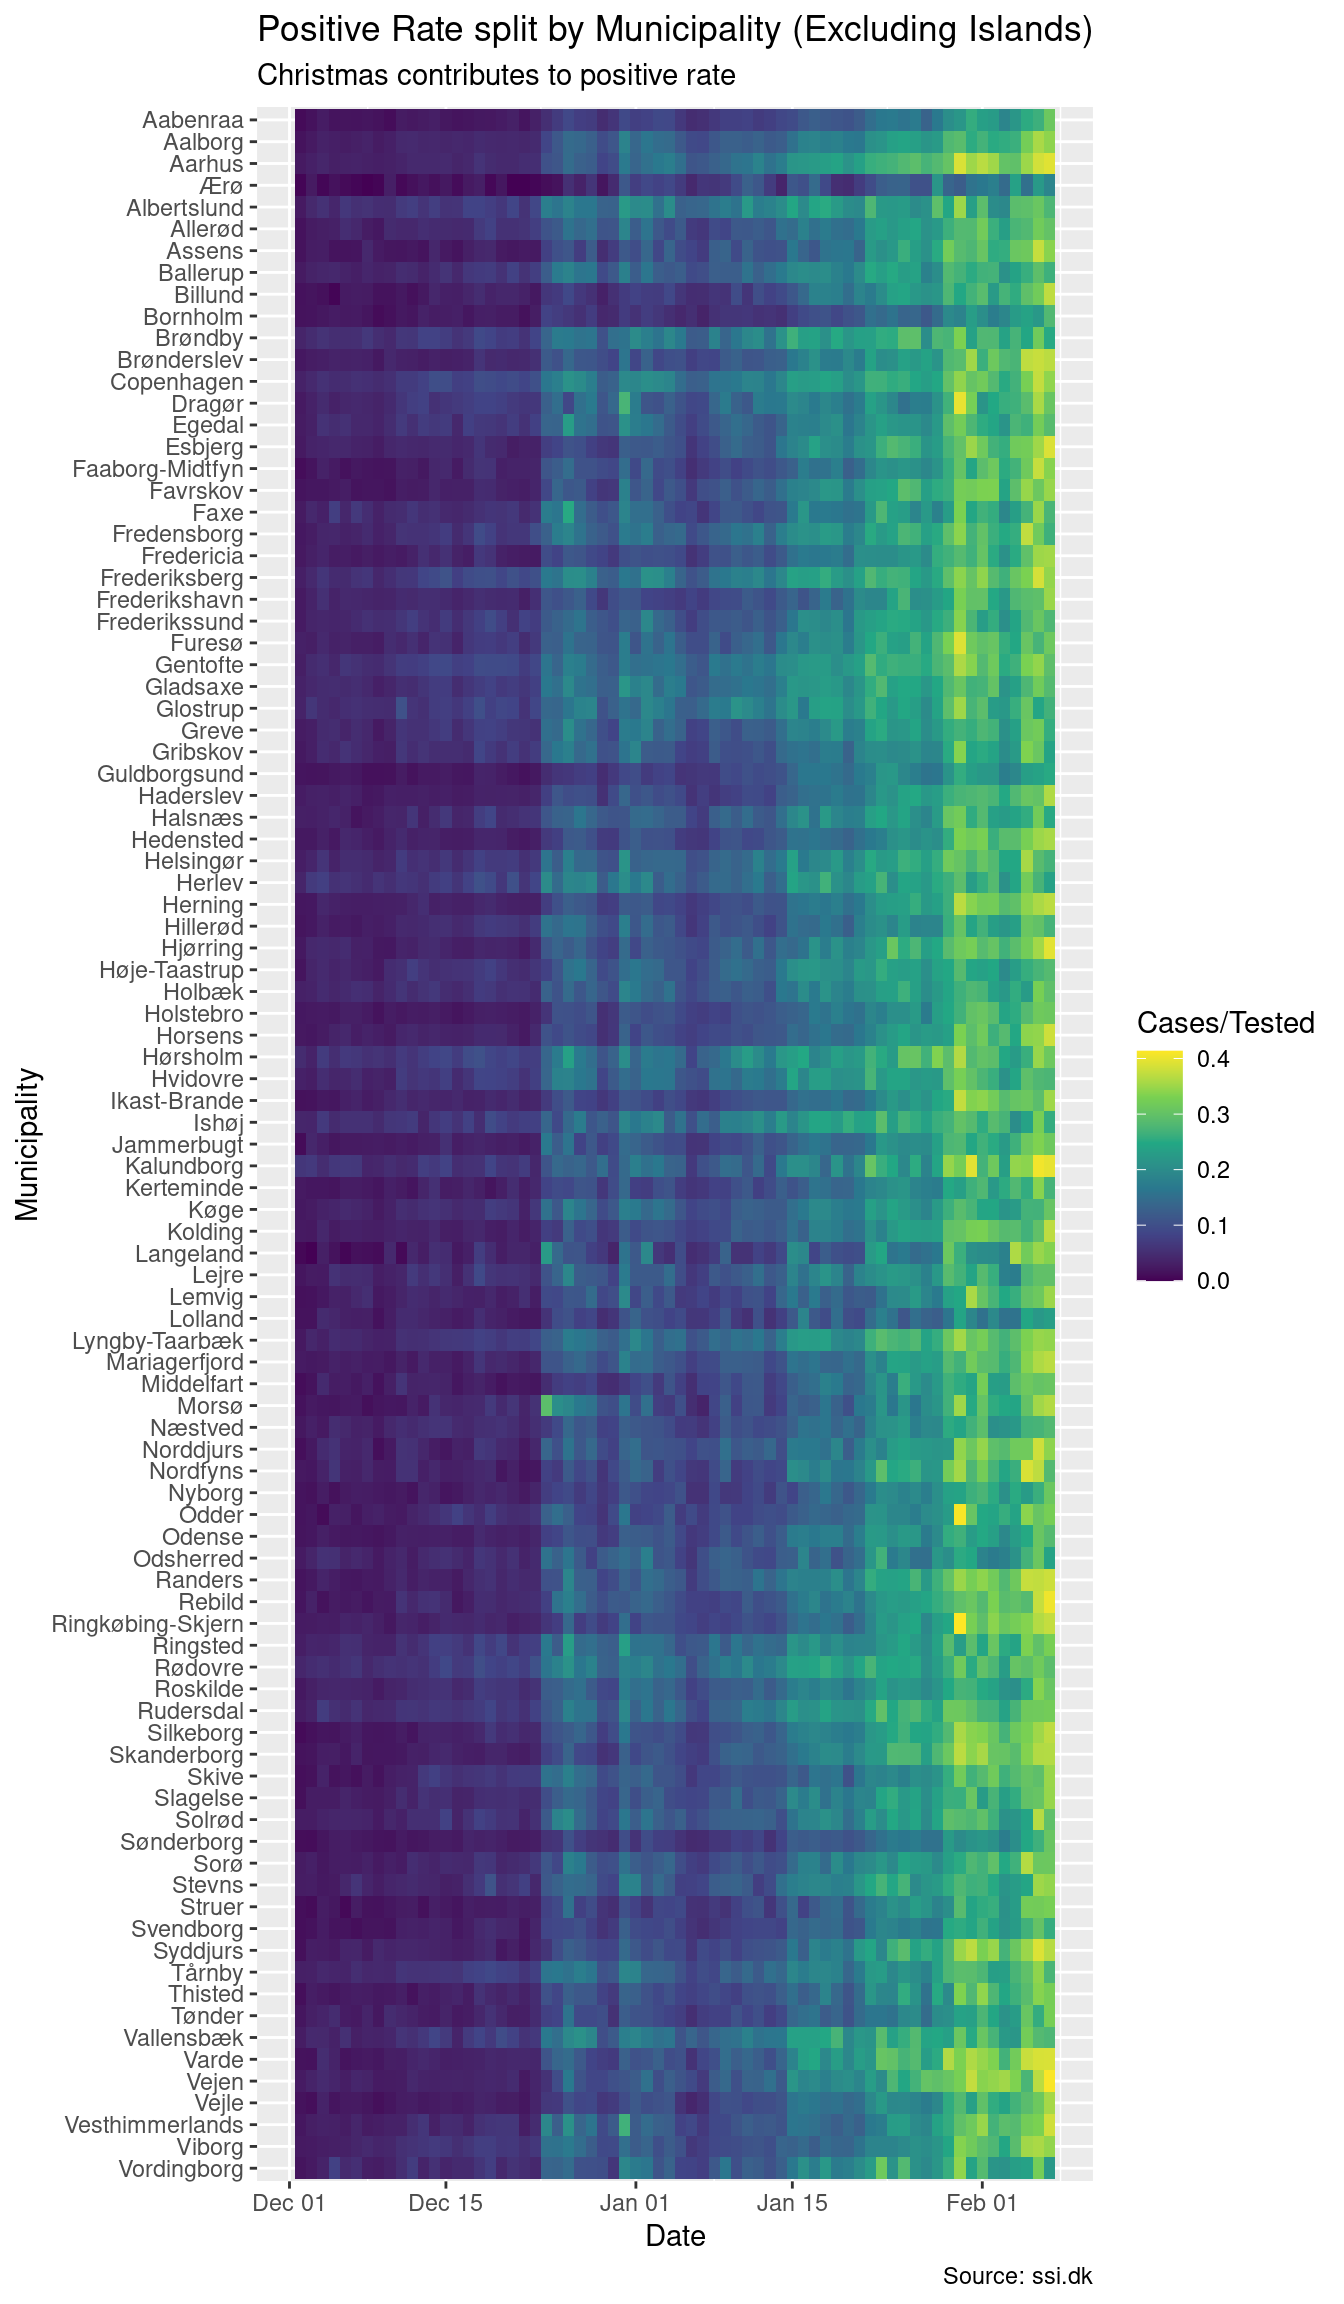 Positive Rate split by Municipality (Excluding Islands)
Christmas contributes to positive rate
Aabenraa
Aalborg
Aarhus
Ærø
Albertslund
Allerød
Assens
Ballerup
Billund
Bornholm
Brøndby
Brønderslev
Copenhagen
Dragør
Egedal
Esbjerg
Faaborg-Midtfyn
Favrskov
Faxe
Fredensborg
Fredericia
Frederiksberg
Frederikshavn
Frederikssund
Furesø
Gentofte
Gladsaxe
Glostrup
Greve
Gribskov
Guldborgsund
Haderslev
Halsnæs
Hedensted
Helsingør
Herlev
Herning
Hillerød
Hjørring
Høje-Taastrup
Holbæk
Holstebro
Horsens
Hørsholm
Hvidovre
Ikast-Brande
Ishøj
Jammerbugt
Kalundborg
Kerteminde
Køge
Kolding
Langeland
Lejre
Lemvig
Lolland
Lyngby-Taarbæk
Mariagerfjord
Middelfart
Morsø
Næstved
Norddjurs
Nordfyns
Nyborg
Odder
Odense
Odsherred
Randers
Rebild
Ringkøbing-Skjern
Ringsted
Rødovre
Roskilde
Rudersdal
Silkeborg
Skanderborg
Skive
Slagelse
Solrød
Sønderborg
Sorø
Stevns
Struer
Svendborg
Syddjurs
Tårnby
Thisted
Tønder
Vallensbæk
Varde
Vejen
Vejle
Vesthimmerlands
Viborg
Vordingborg
Municipality
Dec 01 Dec 15 Jan 01 Jan 15 Feb 01
Date
Cases/Tested
0.4
0.3
0.2
0.1
0.0
Source: ssi.dk